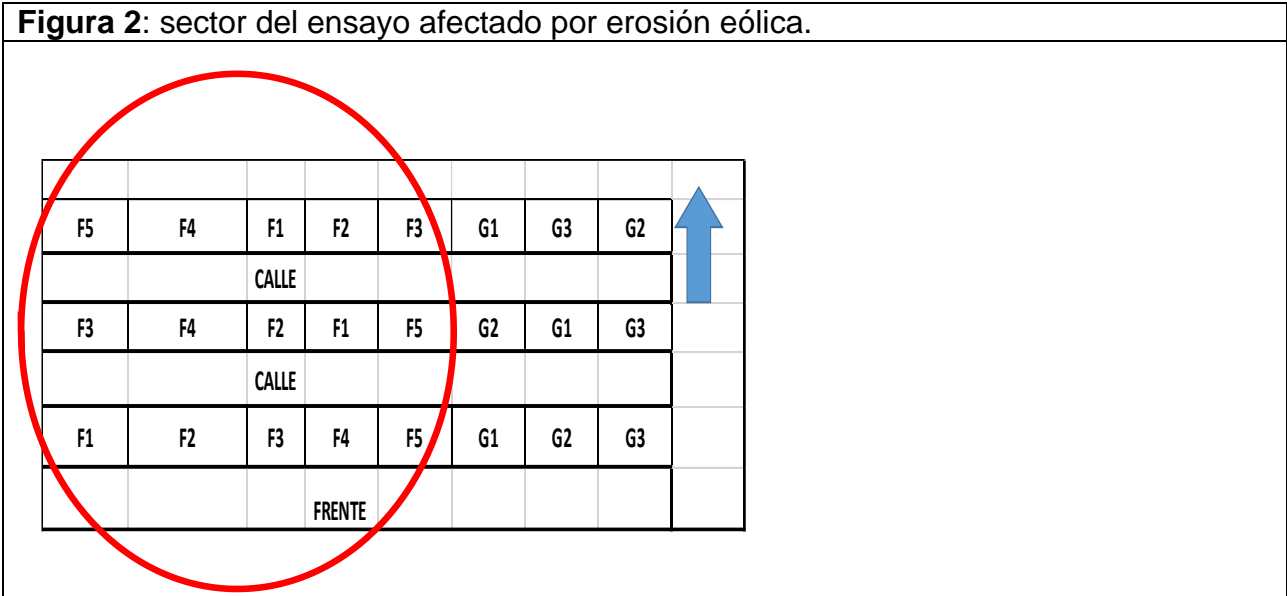 Figura 2: sector del ensayo afectado por erosión eólica.
F5 F4 F1 F2 F3 G1 G3 G2
CALLE
F3 F4 F2 F1 F5 G2 G1 G3
CALLE
F1 F2 F3 F4 F5 G1 G2 G3
FRENTE